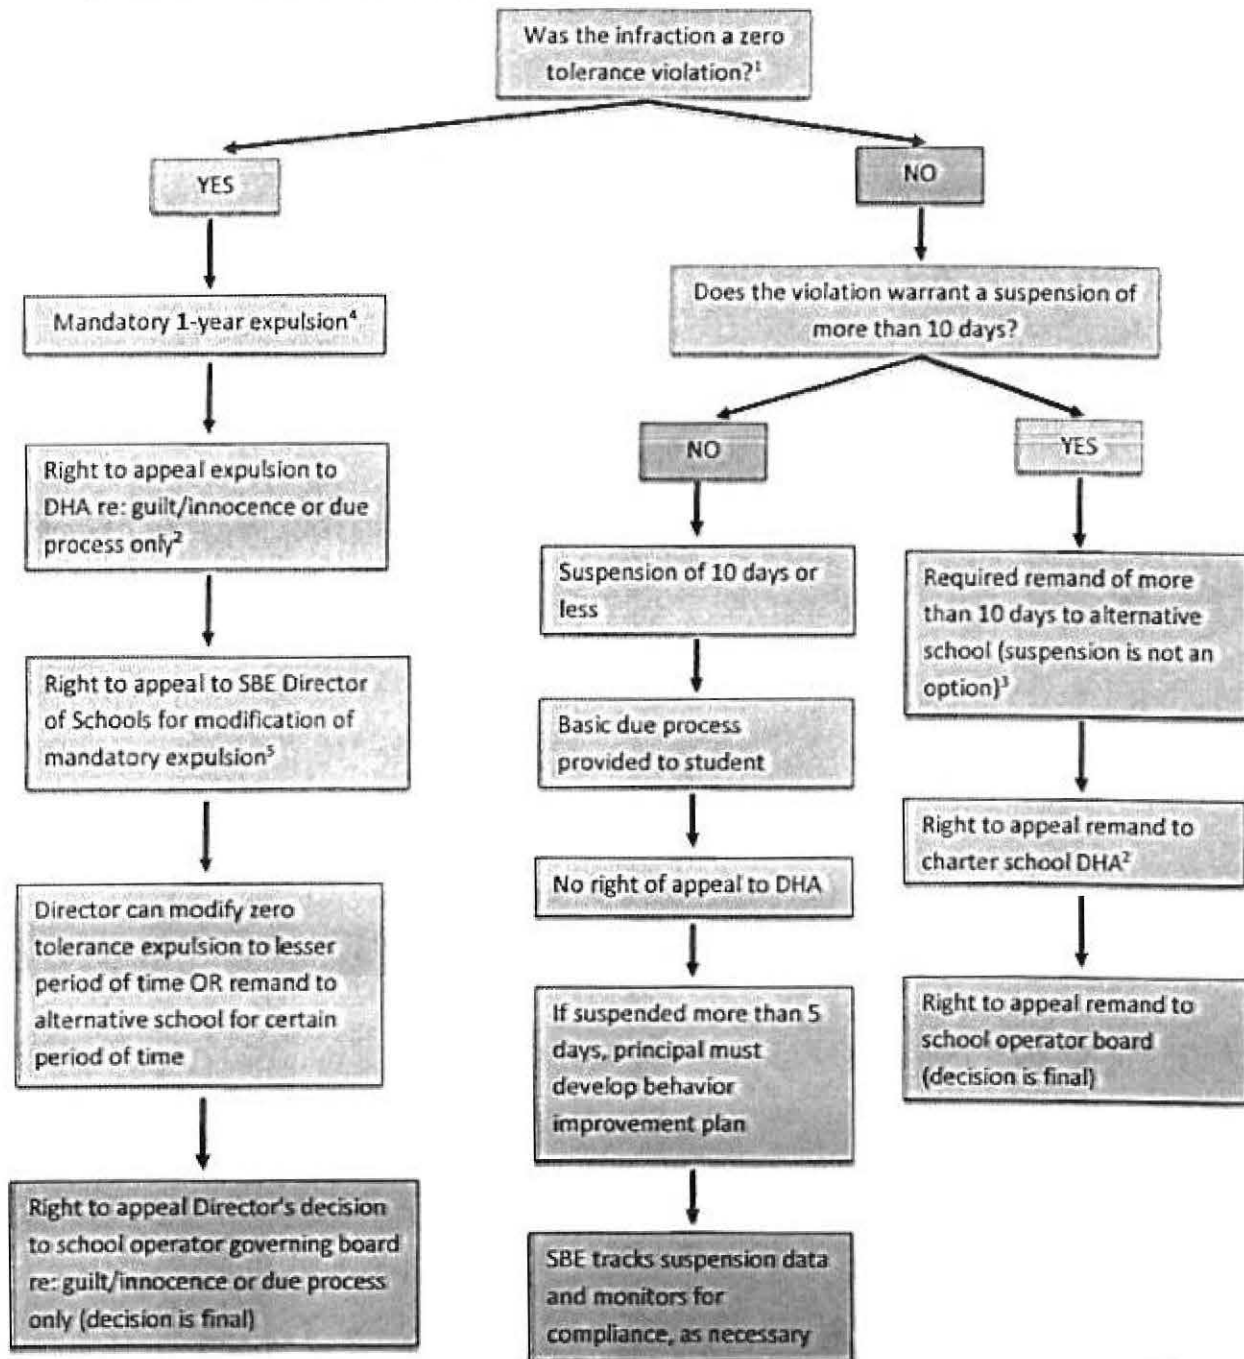 Was the infraction a zero
tolerance violation?¹
YES
NO
Mandatory 1-year expulsion⁴
Does the violation warrant a suspension of
more than 10 days?
NO
YES
Right to appeal expulsion to
DHA re: guilt/innocence or due
process only²
Suspension of 10 days or
less
Required remand of more
than 10 days to alternative
school (suspension is not an
option)³
Right to appeal to SBE Director
of Schools for modification of
mandatory expulsion⁵
Basic due process
provided to student
Right to appeal remand to
charter school DHA²
No right of appeal to DHA
Director can modify zero
tolerance expulsion to lesser
period of time OR remand to
alternative school for certain
period of time
If suspended more than 5
days, principal must
develop behavior
improvement plan
Right to appeal remand to
school operator board
(decision is final)
Right to appeal Director's decision
to school operator governing board
re: guilt/innocence or due process
only (decision is final)
SBE tracks suspension data
and monitors for
compliance, as necessary